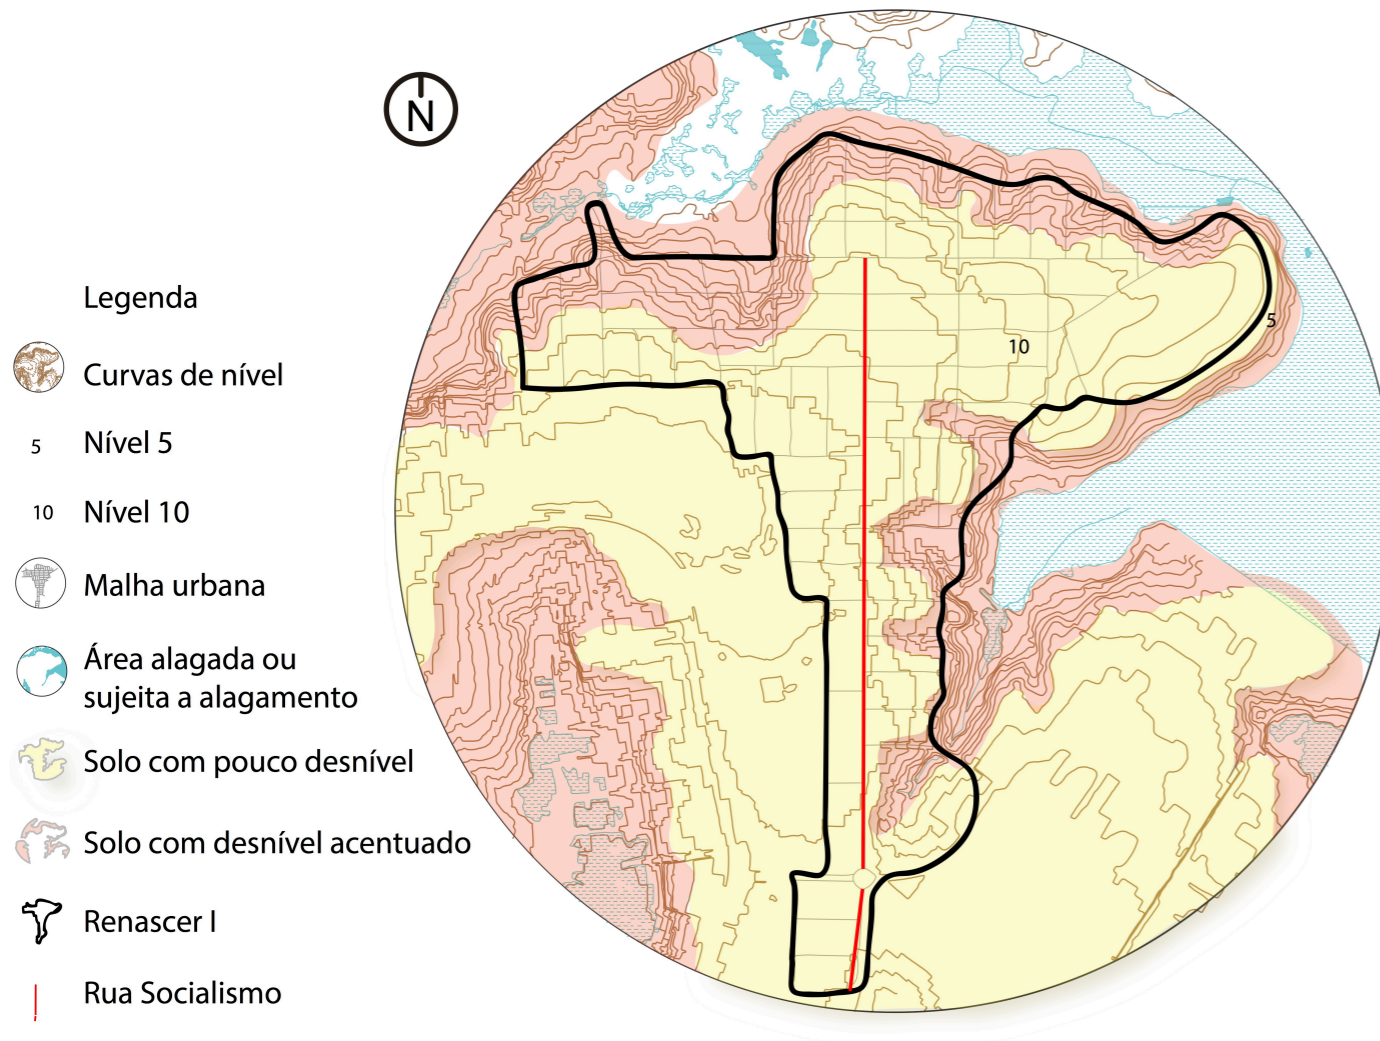 N
Legenda
Curvas de nível
5
Nível 5
10
Nível 10
Malha urbana
Área alagada ou
sujeita a alagamento
Solo com pouco desnível
Solo com desnível acentuado
Renascer I
Rua Socialismo
5
10